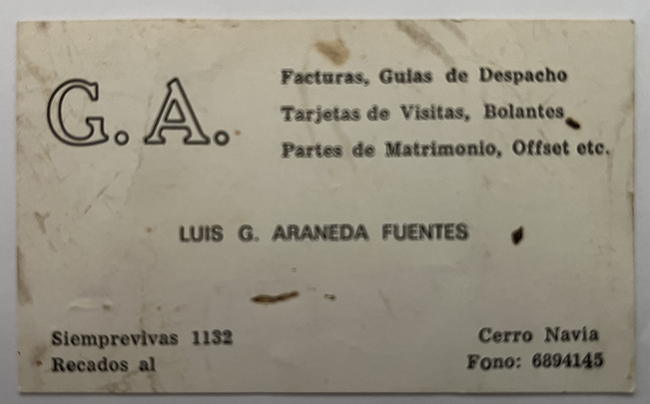 G. A.
Facturas, Guias de Despacho
Tarjetas de Visitas, Bolantes,
Partes de Matrimonio, Offset etc.
LUIS G. ARANEDA FUENTES
Siemprevivas 1132
Recados al
Cerro Navia
Fono: 6894145